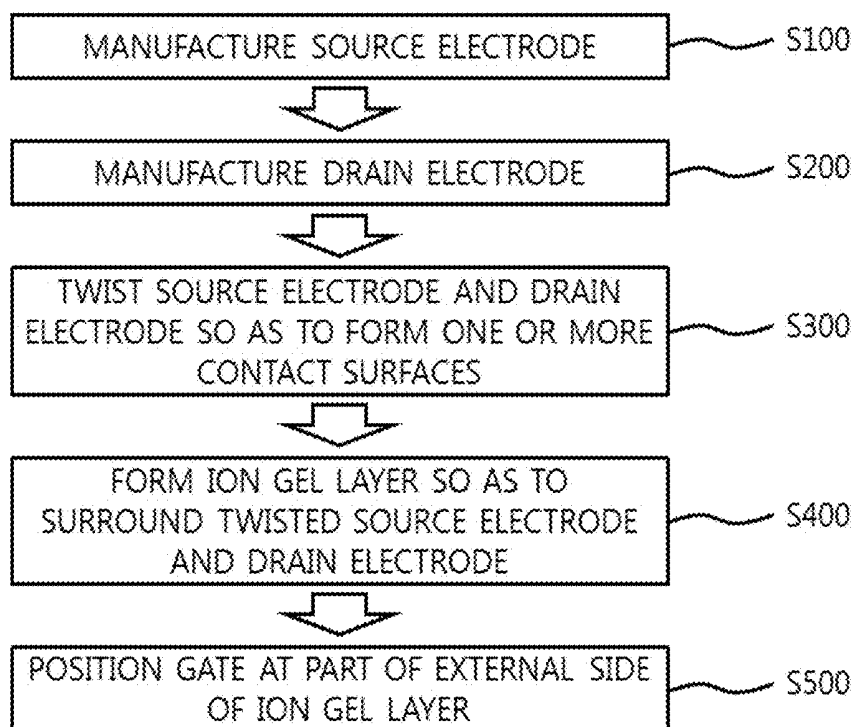 MANUFACTURE SOURCE ELECTRODE
S100
MANUFACTURE DRAIN ELECTRODE
S200
TWIST SOURCE ELECTRODE AND DRAIN
ELECTRODE SO AS TO FORM ONE OR MORE
CONTACT SURFACES
S300
FORM ION GEL LAYER SO AS TO
SURROUND TWISTED SOURCE ELECTRODE
AND DRAIN ELECTRODE
S400
POSITION GATE AT PART OF EXTERNAL SIDE
OF ION GEL LAYER
S500